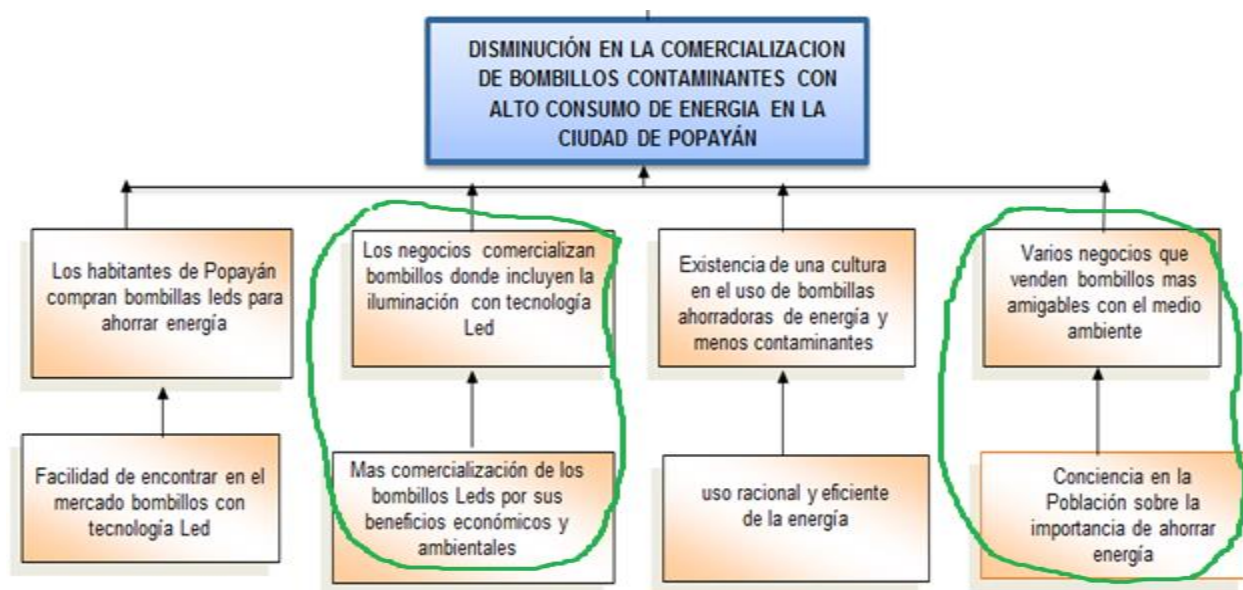 DISMINUCIÓN EN LA COMERCIALIZACION
DE BOMBILLOS CONTAMINANTES CON
ALTO CONSUMO DE ENERGIA EN LA
CIUDAD DE POPAYÁN
Los habitantes de Popayán
compran bombillas leds para
ahorrar energía
Los negocios comercializan
bombillos donde incluyen la
iluminación con tecnología
Led
Existencia de una cultura
en el uso de bombillas
ahorradoras de energía y
menos contaminantes
Varios negocios que
venden bombillos mas
amigables con el medio
ambiente
Facilidad de encontrar en el
mercado bombillos con
tecnología Led
Mas comercialización de los
bombillos Leds por sus
beneficios económicos y
ambientales
uso racional y eficiente
de la energía
Conciencia en la
Población sobre la
importancia de ahorrar
energía